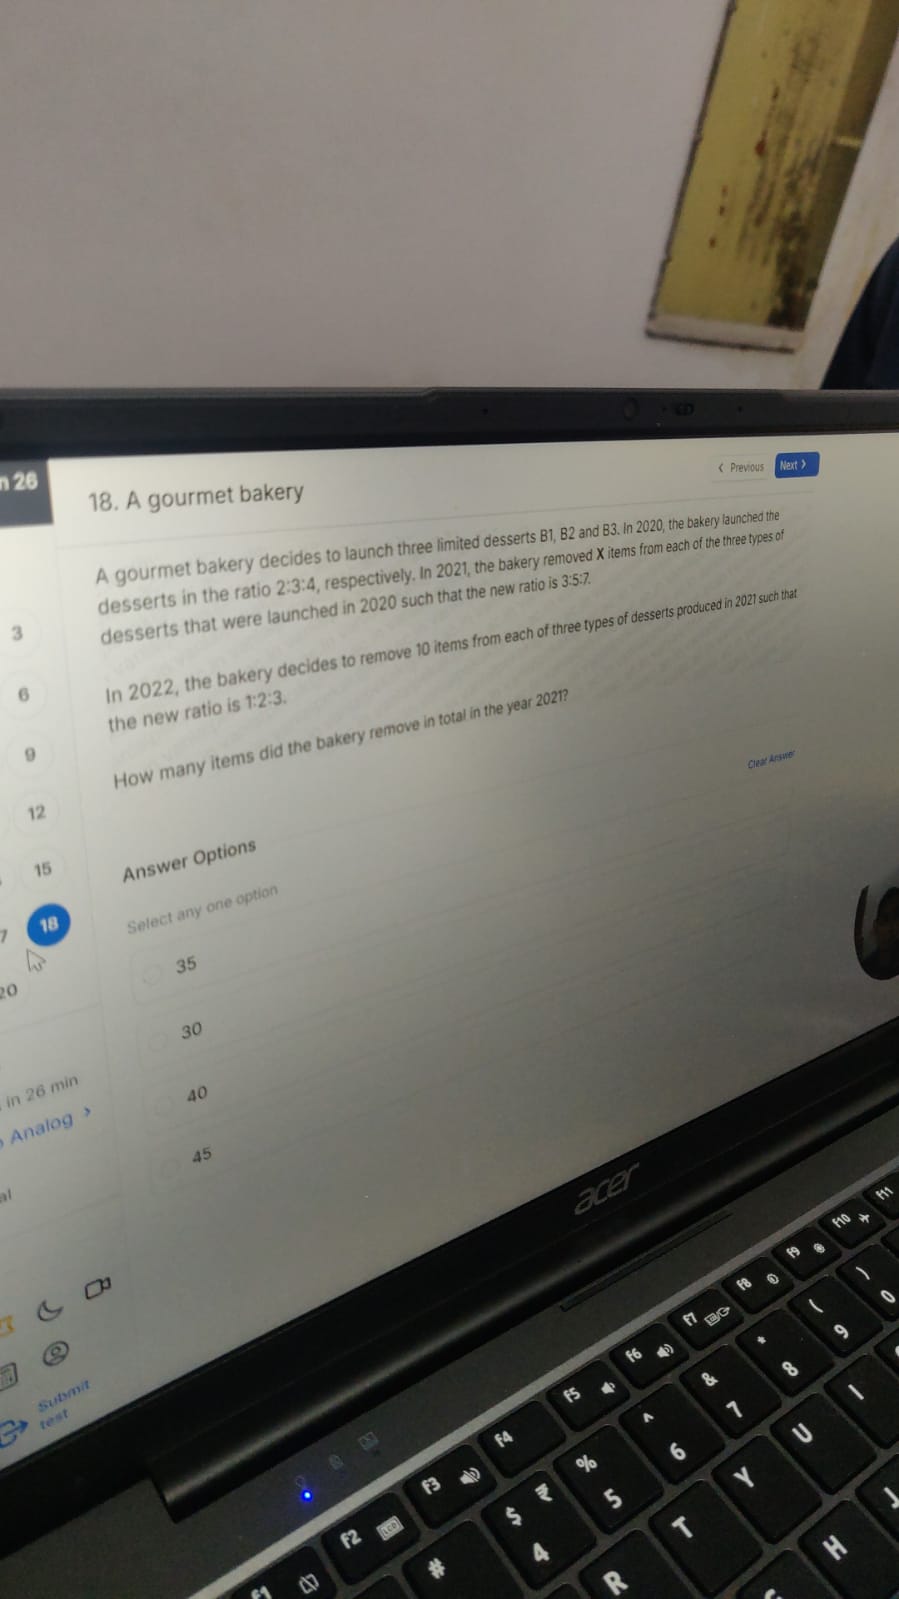 n 26
18. A gourmet bakery
Previous
Next
A gourmet bakery decides to launch three limited desserts B1, B2 and B3. In 2020, the bakery launched the
desserts in the ratio 2:3:4, respectively. In 2021, the bakery removed X items from each of the three types of
desserts that were launched in 2020 such that the new ratio is 3:5:7.
In 2022, the bakery decides to remove 10 items from each of three types of desserts produced in 2021 such that
the new ratio is 1:2:3.
How many items did the bakery remove in total in the year 2021?
Clear Answer
Answer Options
Select any one option
35
30
40
45
3
6
9
12
15
7
18
20
in 26 min
Analog
al
Submit
test
acer
F1
F2
F3
F4
F5
F6
F7
F8
F9
F10
F11
LCD
#
$ ₹
4
%
5
^
6
&
7
*
8
(
9
)
0
R
T
Y
U
I
H
J